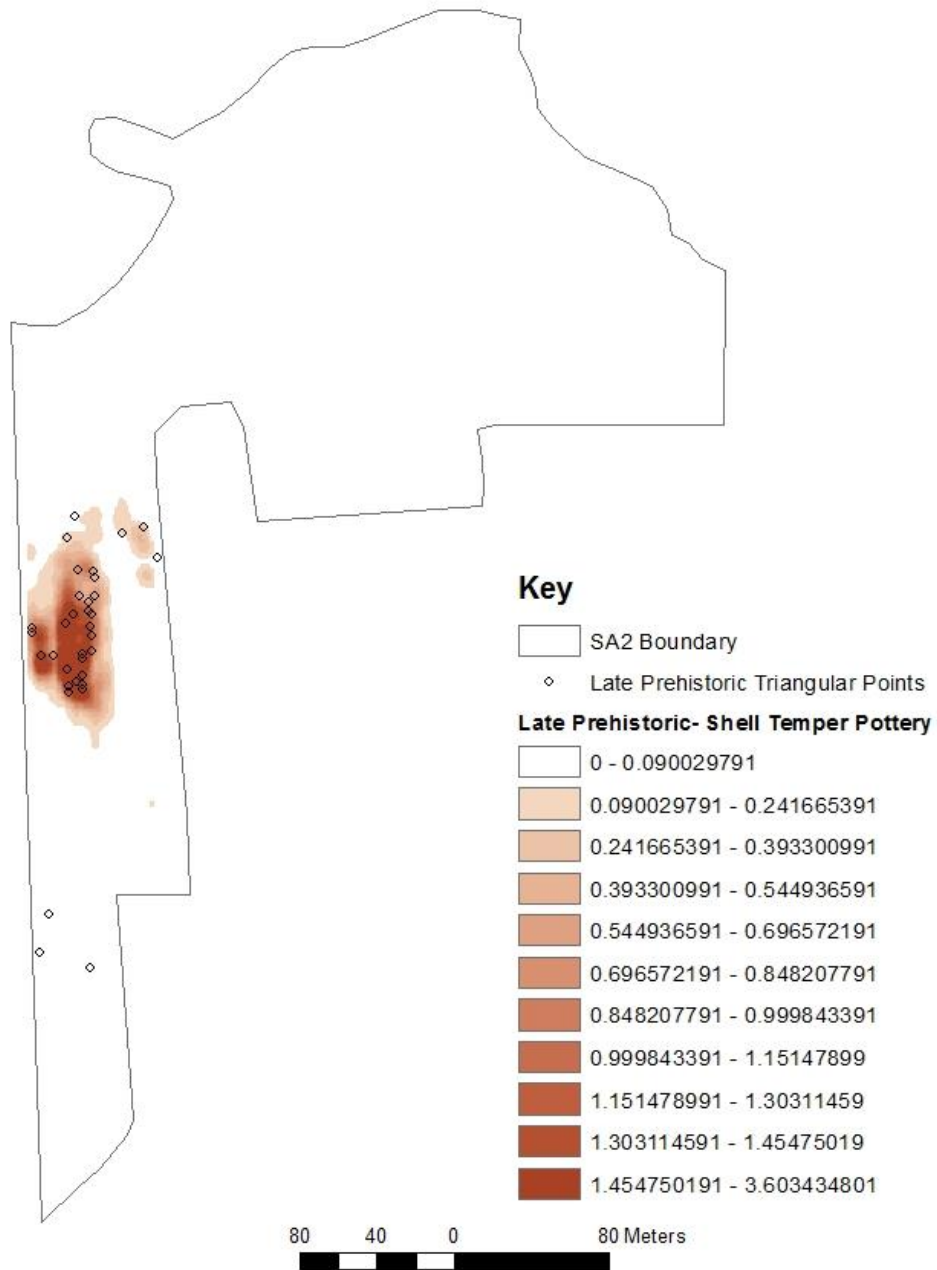 Key
SA2 Boundary
Late Prehistoric Triangular Points
Late Prehistoric- Shell Temper Pottery
0 - 0.090029791
0.090029791 - 0.241665391
0.241665391 - 0.393300991
0.393300991 - 0.544936591
0.544936591 - 0.696572191
0.696572191 - 0.848207791
0.848207791 - 0.999843391
0.999843391 - 1.15147899
1.151478991 - 1.30311459
1.303114591 - 1.45475019
1.454750191 - 3.603434801
80 40 0 80 Meters